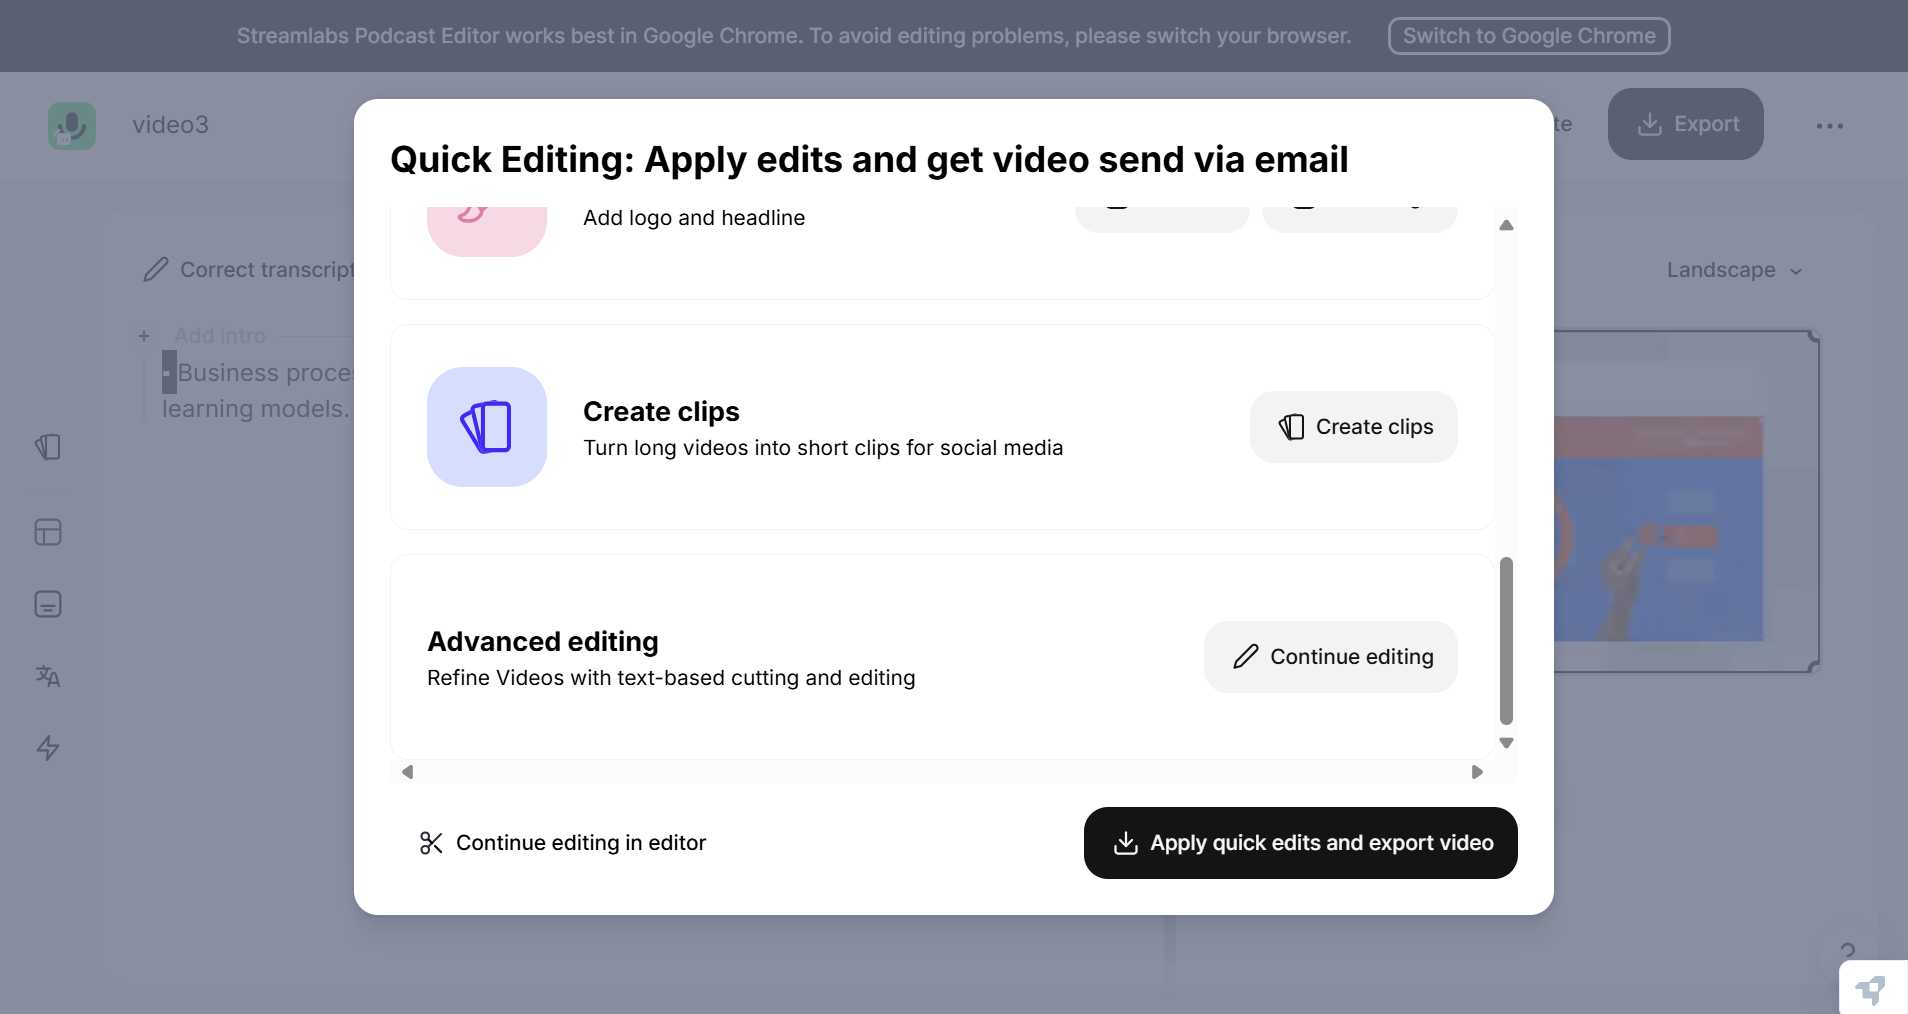 Streamlabs Podcast Editor works best in Google Chrome. To avoid editing problems, please switch your browser.
Switch to Google Chrome
video3
Export
Quick Editing: Apply edits and get video send via email
Add logo and headline
Correct transcript
Landscape
Add intro
- Business
learning models.
Create clips
Turn long videos into short clips for social media
Create clips
Advanced editing
Refine Videos with text-based cutting and editing
Continue editing
Continue editing in editor
Apply quick edits and export video